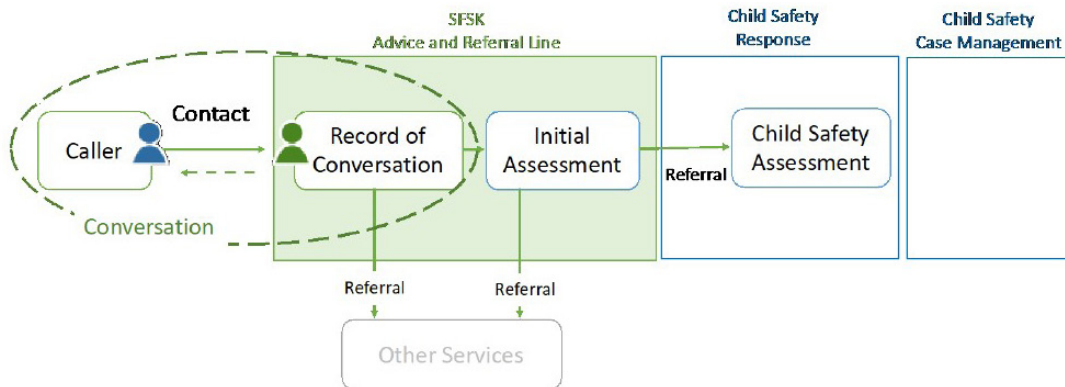 SFSK
Advice and Referral Line
Child Safety
Response
Child Safety
Case Management
Contact
Caller
Record of
Conversation
Initial
Assessment
Child Safety
Assessment
Referral
Conversation
Referral
Referral
Other Services